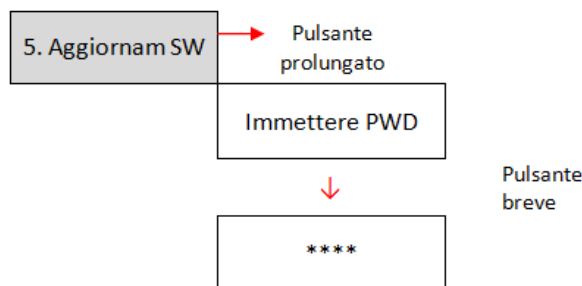 5. Aggiornam SW
Pulsante
prolungato
Immettere PWD
Pulsante
breve
****